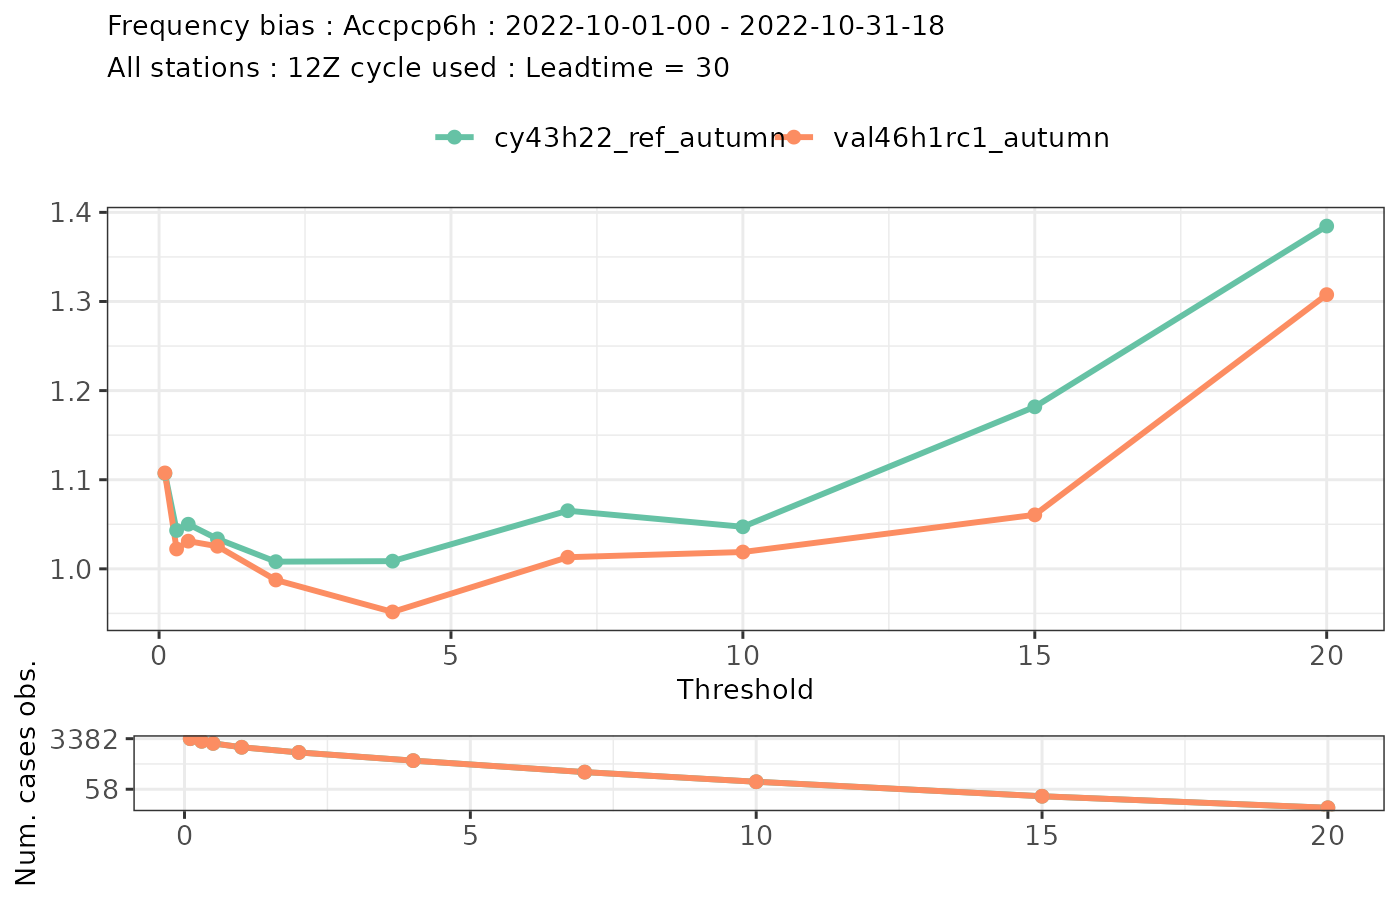 Frequency bias : Accpcp6h : 2022-10-01-00 - 2022-10-31-18
All stations : 12Z cycle used : Leadtime = 30
cy43h22_ref_autumn val46h1rc1_autumn
1.4
1.3
1.2
1.1
1.0
0 5 10 15 20
Threshold
Num. cases obs.
3382
58
0 5 10 15 20